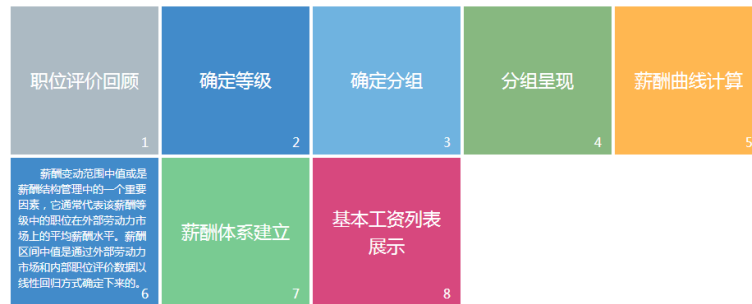 职位评价回顾
1
确定等级
2
确定分组
3
分组呈现
4
薪酬曲线计算
5
薪酬变动范围中值或是
薪酬结构管理中的一个重要
因素，它通常代表该薪酬等
级中的职位在外部劳动力市
场上的平均薪酬水平。薪酬
区间中值是通过外部劳动力
市场和内部职位评价数据以
线性回归方式确定下来的。
6
薪酬体系建立
7
基本工资列表
展示
8